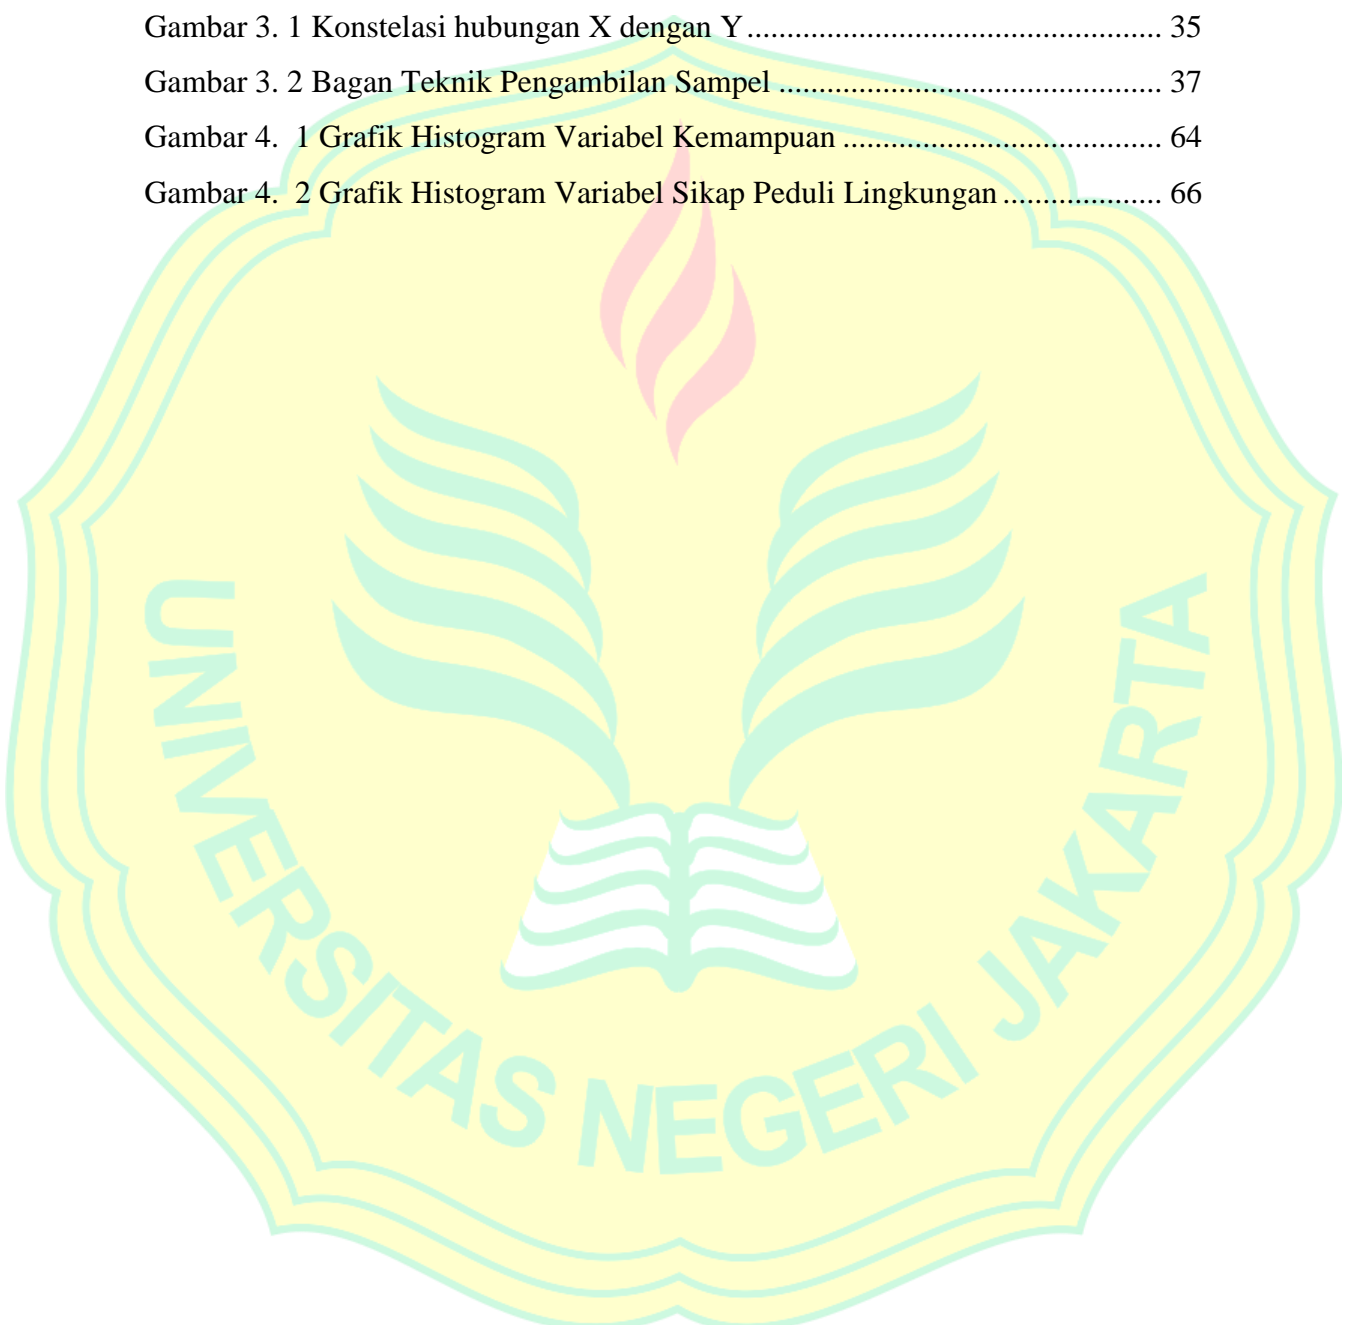 Gambar 3. 1 Konstelasi hubungan X dengan Y ................................................... 35
Gambar 3. 2 Bagan Teknik Pengambilan Sampel ............................................... 37
Gambar 4.  1 Grafik Histogram Variabel Kemampuan ....................................... 64
Gambar 4.  2 Grafik Histogram Variabel Sikap Peduli Lingkungan .................... 66
UNIVERSITAS NEGERI JAKARTA